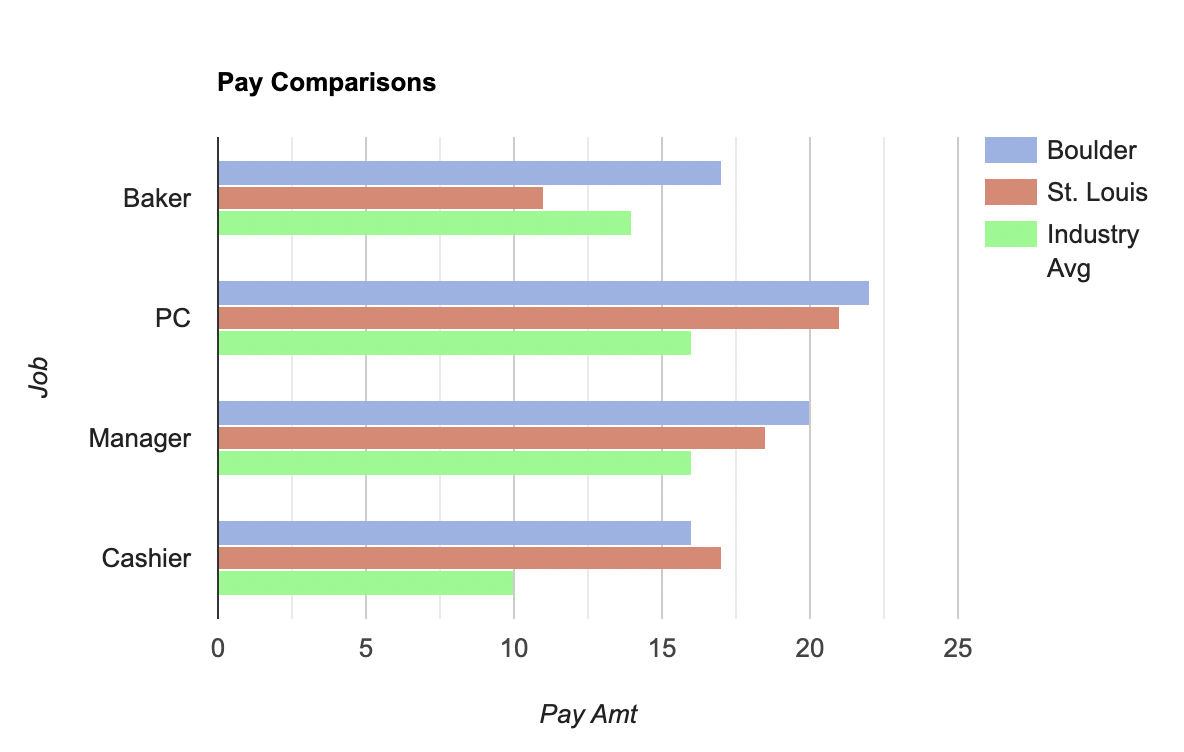 Pay Comparisons
Boulder
St. Louis
Industry
Avg
Baker
PC
Manager
Cashier
Job
0 5 10 15 20 25
Pay Amt